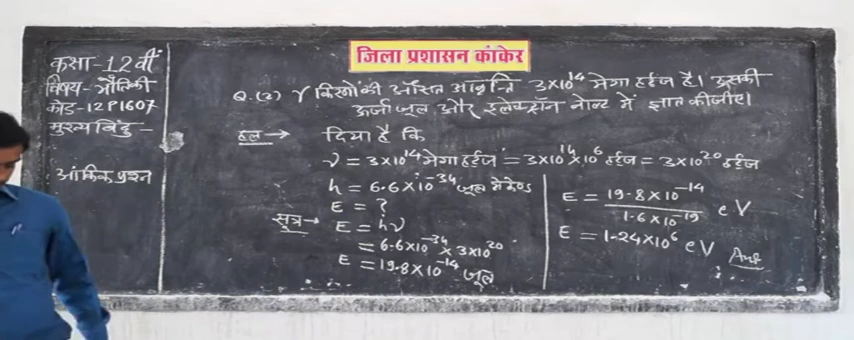 जिला प्रशासन कांकेर
कक्षा-12वीं
विषय- भौतिकी
कोड-12P1607
मुख्य बिंदु-
आंकिक प्रश्न
Q.(2) γ किरणों की औसत आवृत्ति 3×10¹⁴ मेगा हर्ट्ज है। उसकी
ऊर्जा जूल और इलेक्ट्रॉन वोल्ट में ज्ञात कीजिए।
हल→ दिया है कि
ν = 3×10¹⁴ मेगा हर्ट्ज = 3×10¹⁴×10⁶ हर्ट्ज = 3×10²⁰ हर्ट्ज
h = 6.6×10⁻³⁴ जूल सेकेण्ड
E = ?
सूत्र→ E = hν
= 6.6×10⁻³⁴ × 3×10²⁰
E = 19.8×10⁻¹⁴ जूल
E = 19.8×10⁻¹⁴ / 1.6×10⁻¹⁹ eV
E = 1.24×10⁶ eV Ans